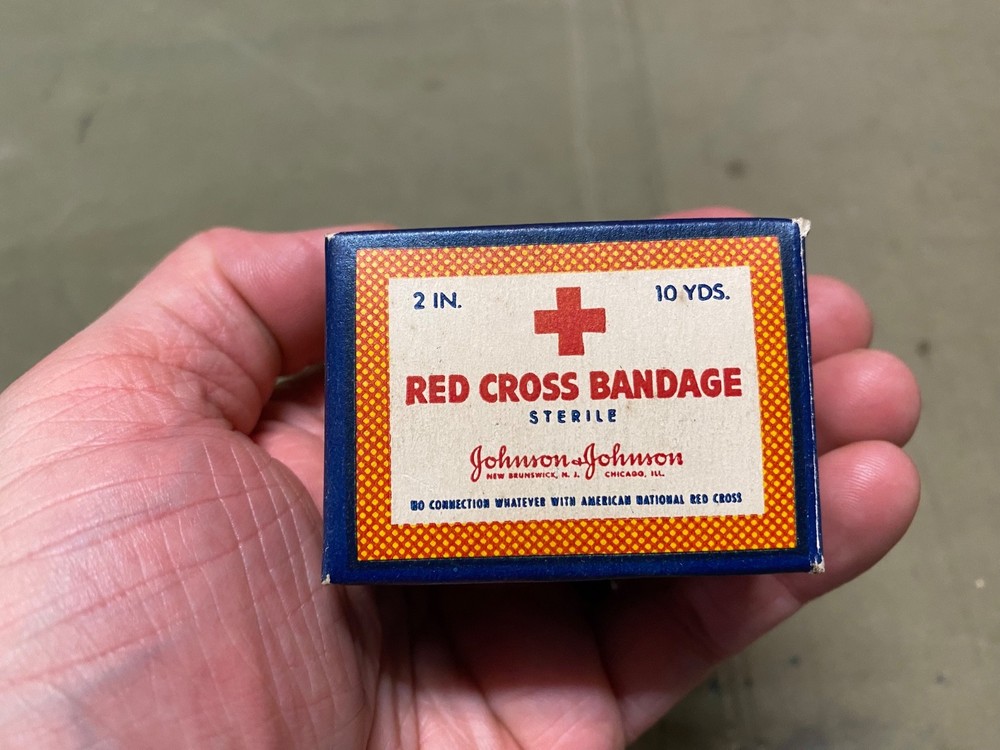 2 IN. 10 YDS.
RED CROSS BANDAGE
STERILE
Johnson & Johnson
NEW BRUNSWICK, N. J. CHICAGO, ILL.
NO CONNECTION WHATEVER WITH AMERICAN NATIONAL RED CROSS